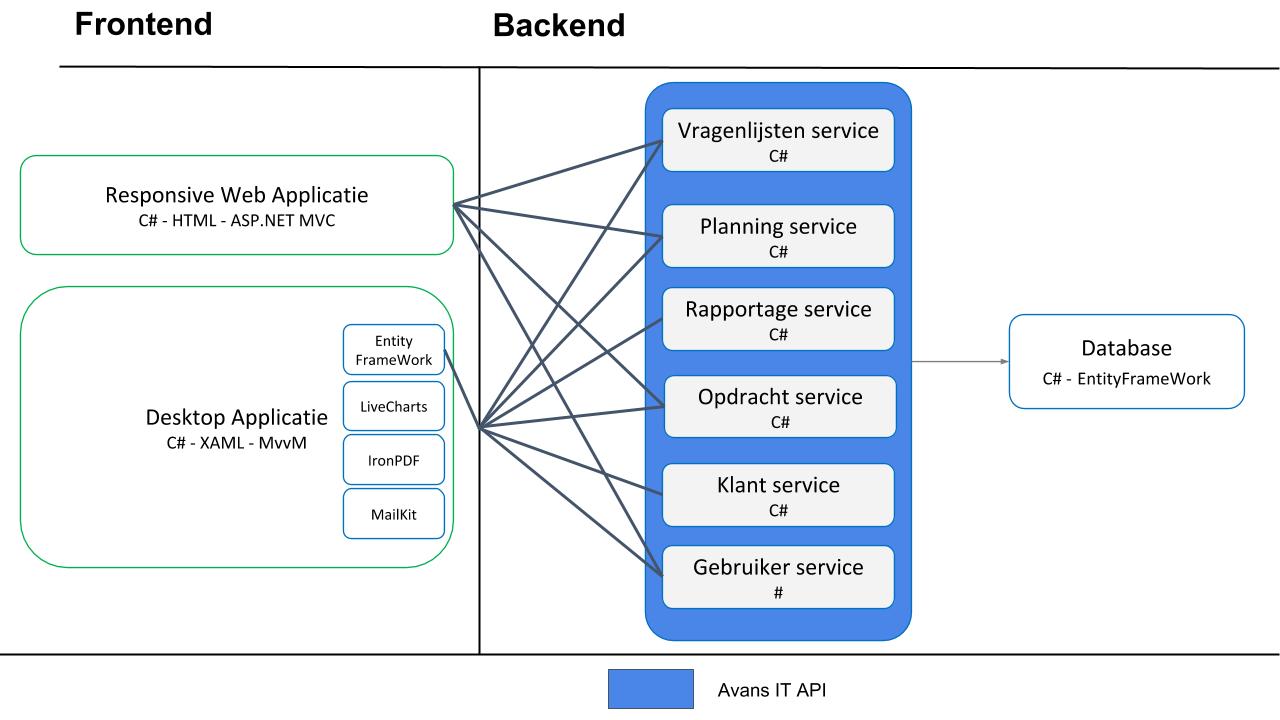 Frontend
Backend
Responsive Web Applicatie
C# - HTML - ASP.NET MVC
Desktop Applicatie
C# - XAML - MvvM
Entity
FrameWork
LiveCharts
IronPDF
MailKit
Vragenlijsten service
C#
Planning service
C#
Rapportage service
C#
Opdracht service
C#
Klant service
C#
Gebruiker service
#
Database
C# - EntityFrameWork
Avans IT API